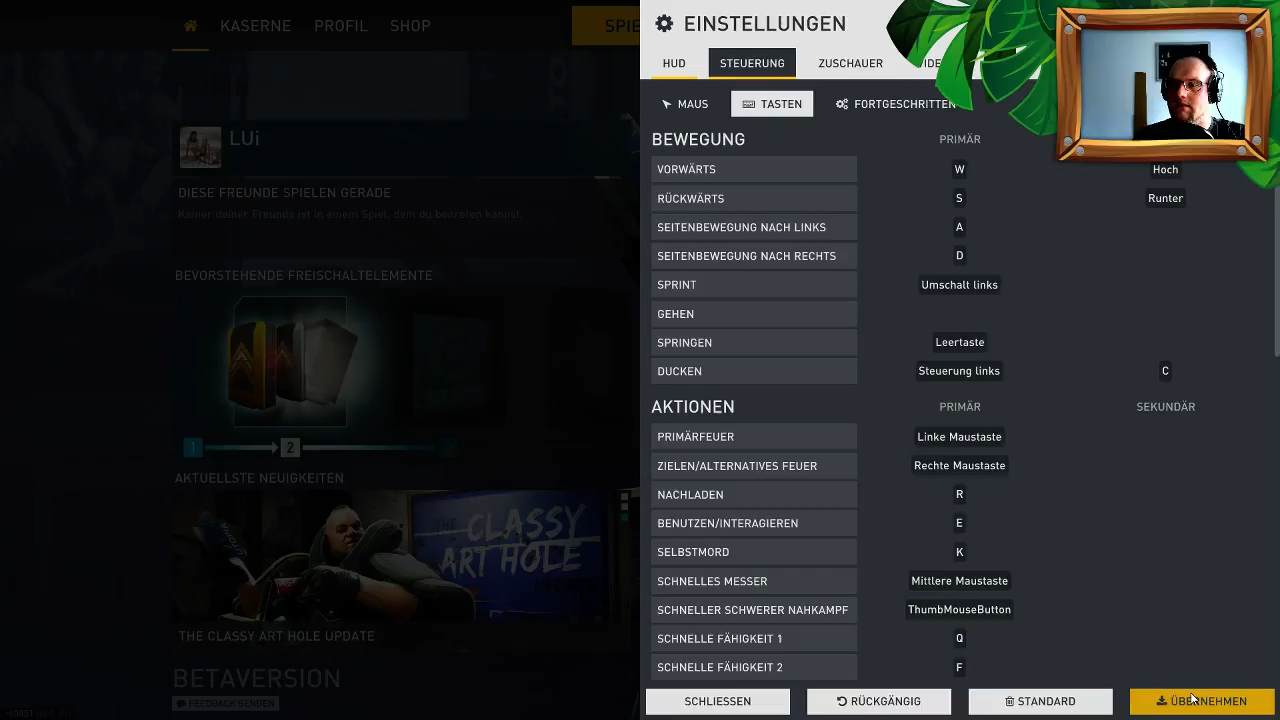 KASERNE PROFIL SHOP SPIE
EINSTELLUNGEN
HUD STEUERUNG ZUSCHAUER
MAUS TASTEN FORTGESCHRITTEN
LUi
DIESE FREUNDE SPIELEN GERADE
Keiner deiner Freunde ist in einem Spiel, dem du beitreten kannst.
BEVORSTEHENDE FREISCHALTELEMENTE
1 2
AKTUELLSTE NEUIGKEITEN
THE CLASSY
ART HOLE
THE CLASSY ART HOLE UPDATE
BETAVERSION
FEEDBACK SENDEN
BEWEGUNG PRIMÄR
VORWÄRTS W Hoch
RÜCKWÄRTS S Runter
SEITENBEWEGUNG NACH LINKS A
SEITENBEWEGUNG NACH RECHTS D
SPRINT Umschalt links
GEHEN
SPRINGEN Leertaste
DUCKEN Steuerung links C
AKTIONEN PRIMÄR SEKUNDÄR
PRIMÄRFEUER Linke Maustaste
ZIELEN/ALTERNATIVES FEUER Rechte Maustaste
NACHLADEN R
BENUTZEN/INTERAGIEREN E
SELBSTMORD K
SCHNELLES MESSER Mittlere Maustaste
SCHNELLER SCHWERER NAHKAMPF ThumbMouseButton
SCHNELLE FÄHIGKEIT 1 Q
SCHNELLE FÄHIGKEIT 2 F
SCHLIESSEN RÜCKGÄNGIG STANDARD ÜBERNEHMEN